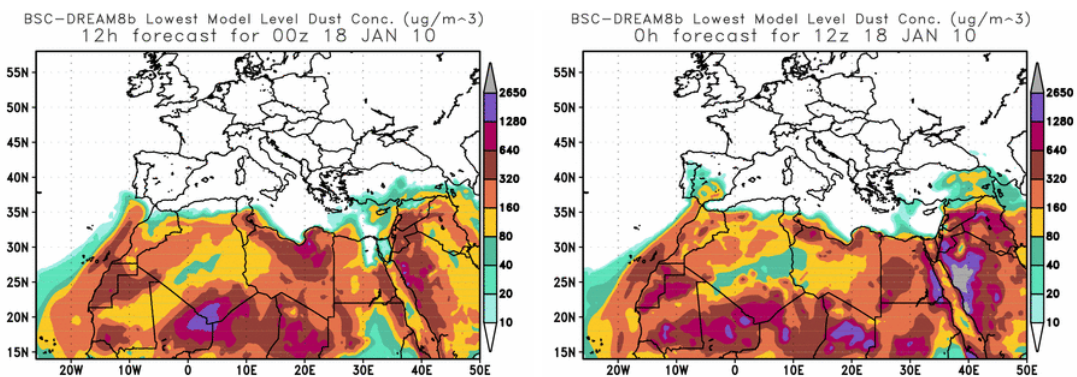 BSC-DREAM8b Lowest Model Level Dust Conc. (ug/m^3)
12h forecast for 00z 18 JAN 10
55N
50N
45N
40N
35N
30N
25N
20N
15N
20W
10W
0
10E
20E
30E
40E
50E
2650
1280
640
320
160
80
40
20
10
BSC-DREAM8b Lowest Model Level Dust Conc. (ug/m^3)
0h forecast for 12z 18 JAN 10
55N
50N
45N
40N
35N
30N
25N
20N
15N
20W
10W
0
10E
20E
30E
40E
50E
2650
1280
640
320
160
80
40
20
10